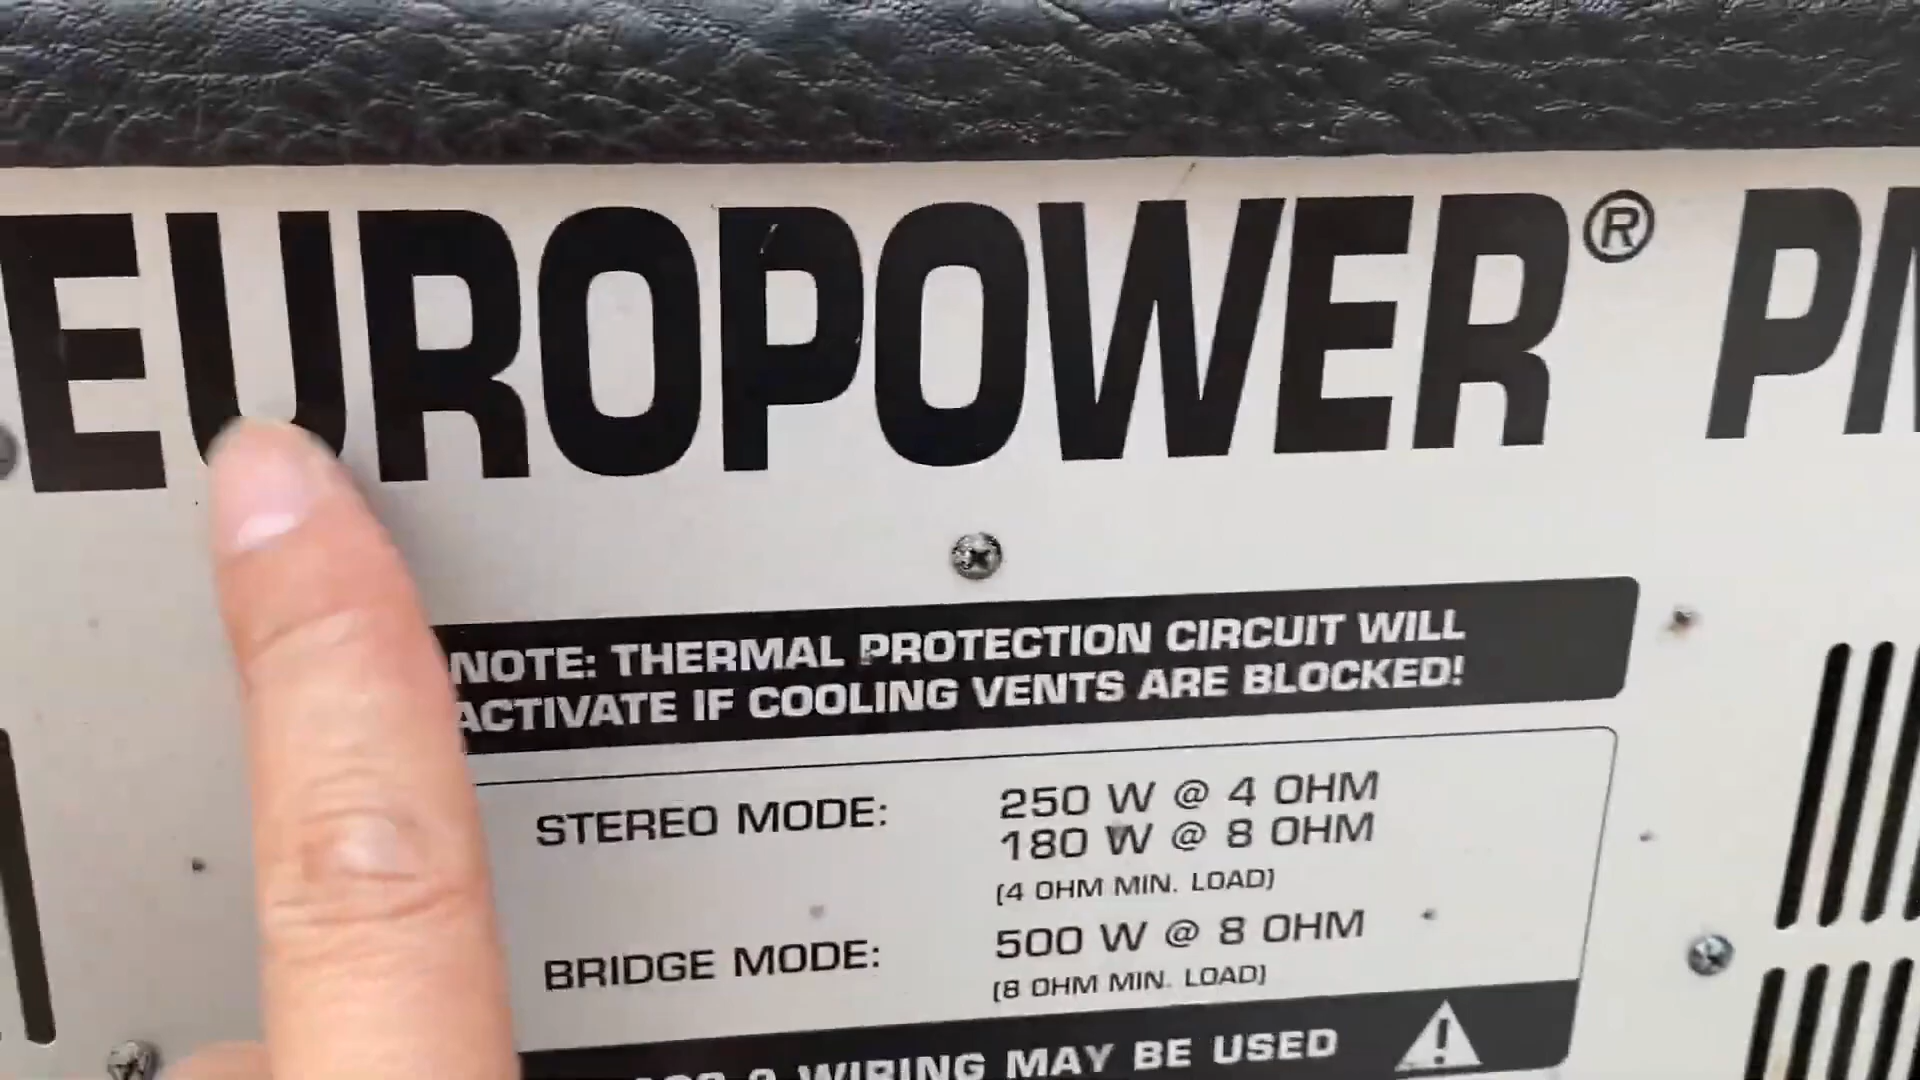 EUROPOWER®
NOTE: THERMAL PROTECTION CIRCUIT WILL
ACTIVATE IF COOLING VENTS ARE BLOCKED!
STEREO MODE: 250 W @ 4 OHM
180 W @ 8 OHM
(4 OHM MIN. LOAD)
BRIDGE MODE: 500 W @ 8 OHM
(8 OHM MIN. LOAD)
WIRING MAY BE USED